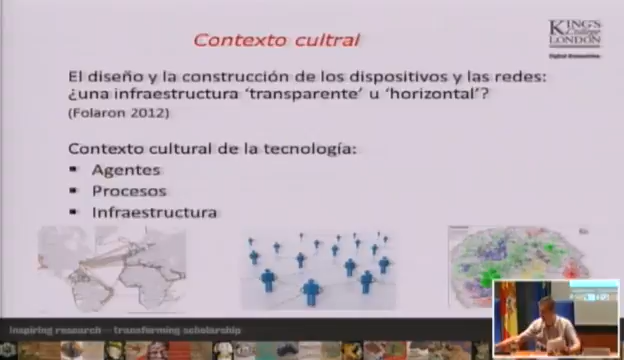 Contexto cultral
KING'S
College
LONDON
Digital Humanities
El diseño y la construcción de los dispositivos y las redes:
¿una infraestructura 'transparente' u 'horizontal'?
(Folaron 2012)
Contexto cultural de la tecnología:
▪ Agentes
▪ Procesos
▪ Infraestructura
Inspiring research – transforming scholarship